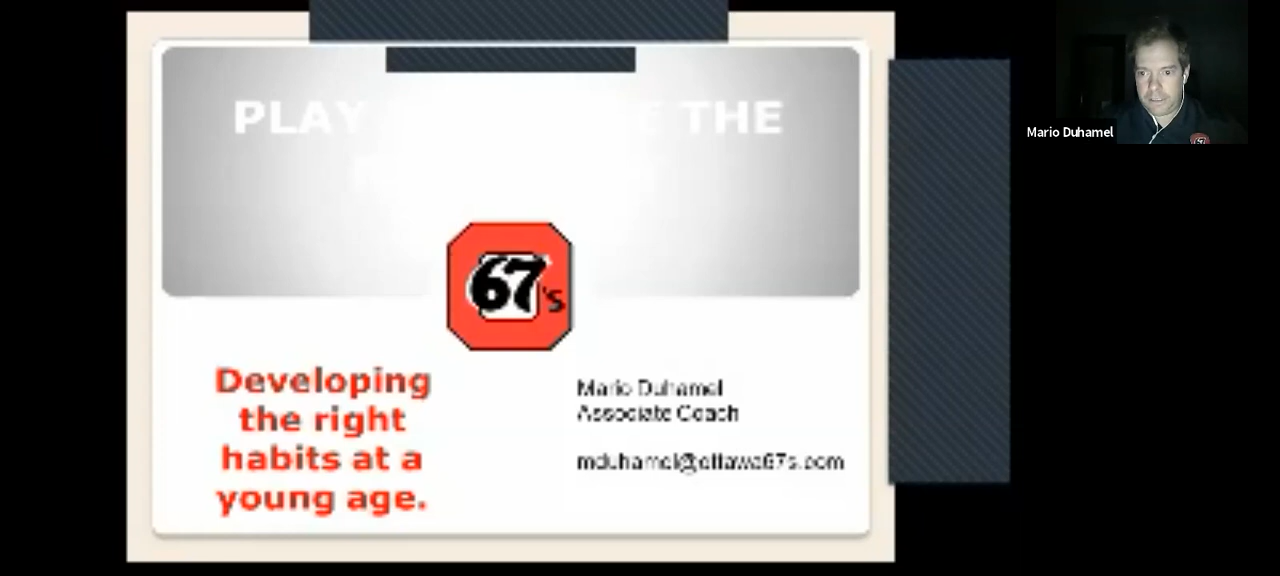 PLAY THE
67's
Developing
the right
habits at a
young age.
Mario Duhamel
Associate Coach
mduhamel@ottawa67s.com
Mario Duhamel